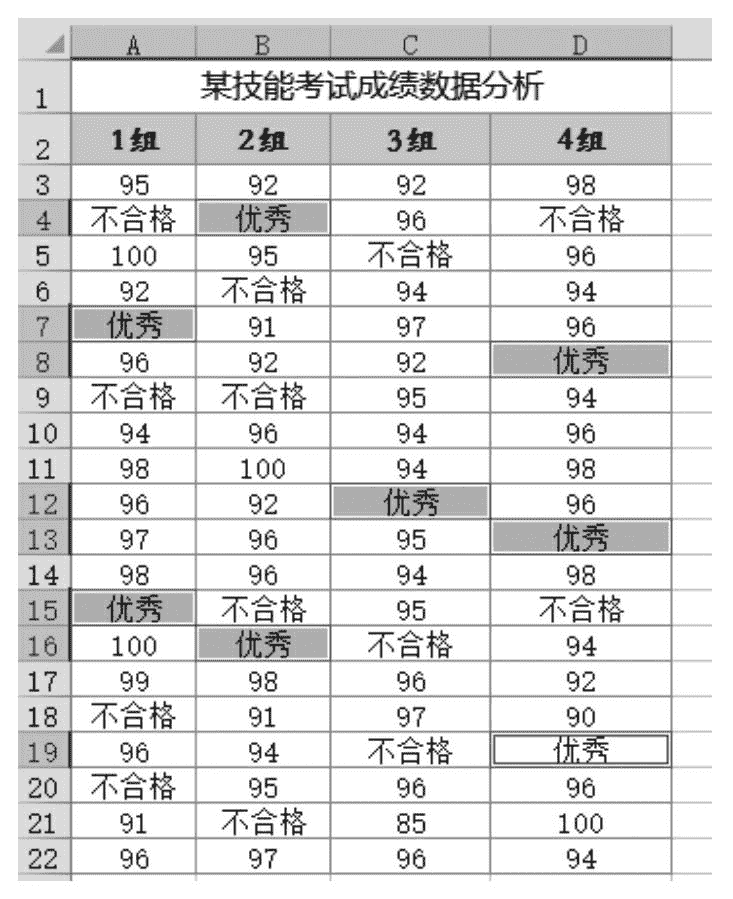 A B C D
1 某技能考试成绩数据分析
2 1组 2组 3组 4组
3 95 92 92 98
4 不合格 优秀 96 不合格
5 100 95 不合格 96
6 92 不合格 94 94
7 优秀 91 97 96
8 96 92 92 优秀
9 不合格 不合格 95 94
10 94 96 94 96
11 98 100 94 98
12 96 92 优秀 96
13 97 96 95 优秀
14 98 96 94 98
15 优秀 不合格 95 不合格
16 100 优秀 不合格 94
17 99 98 96 92
18 不合格 91 97 90
19 96 94 不合格 优秀
20 不合格 95 96 96
21 91 不合格 85 100
22 96 97 96 94